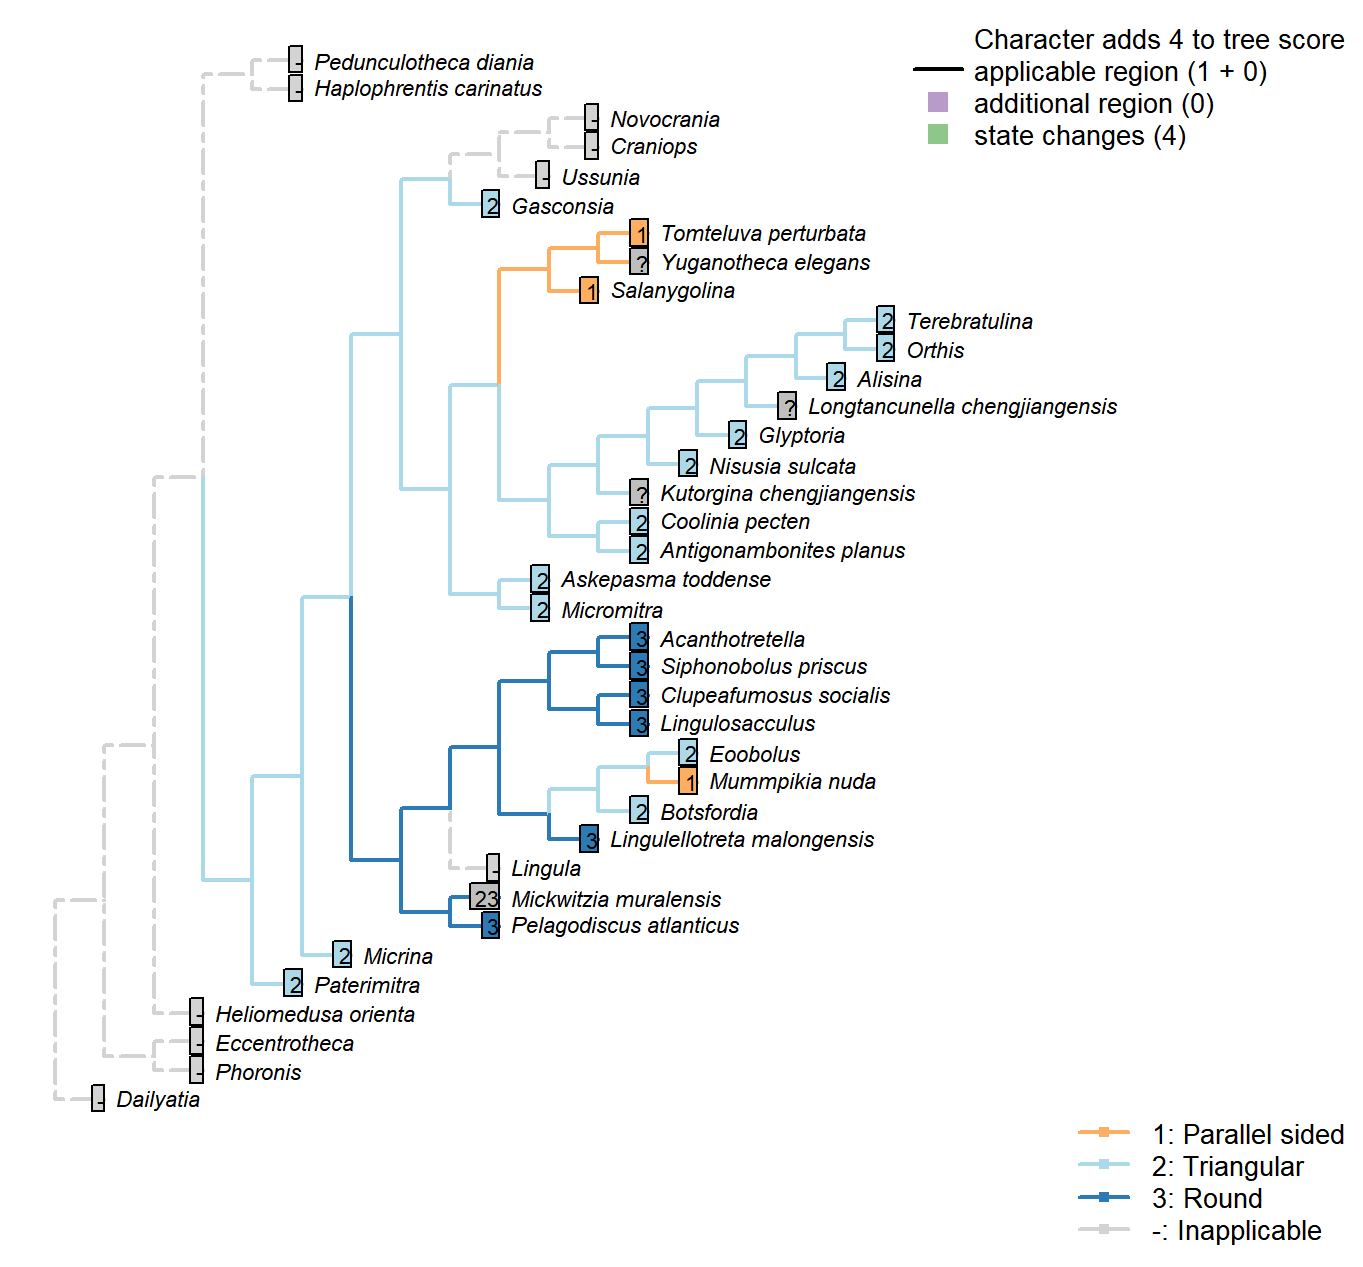 Character adds 4 to tree score
applicable region (1 + 0)
additional region (0)
state changes (4)
- Pedunculotheca diania
- Haplophrentis carinatus
- Novocrania
- Craniops
- Ussunia
2 Gasconsia
1 Tomteluva perturbata
? Yuganotheca elegans
1 Salanygolina
2 Terebratulina
2 Orthis
2 Alisina
? Longtancunella chengjiangensis
2 Glyptoria
2 Nisusia sulcata
? Kutorgina chengjiangensis
2 Coolinia pecten
2 Antigonambonites planus
2 Askepasma toddense
2 Micromitra
3 Acanthotretella
3 Siphonobolus priscus
3 Clupeafumosus socialis
3 Lingulosacculus
2 Eoobolus
1 Mummpikia nuda
2 Botsfordia
3 Lingulellotreta malongensis
- Lingula
23 Mickwitzia muralensis
3 Pelagodiscus atlanticus
2 Micrina
2 Paterimitra
- Heliomedusa orienta
- Eccentrotheca
- Phoronis
- Dailyatia
1: Parallel sided
2: Triangular
3: Round
-: Inapplicable